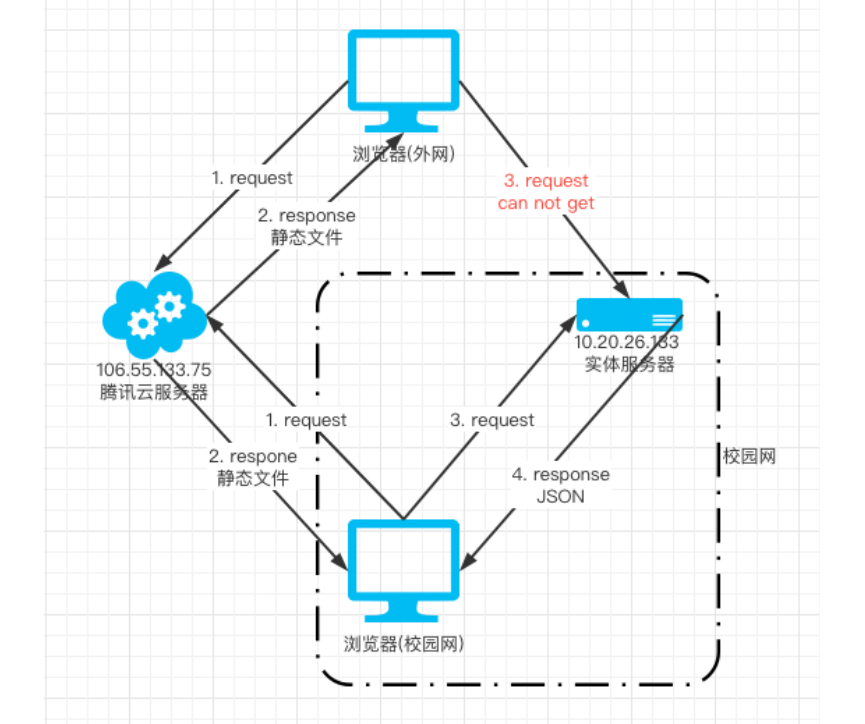 浏览器(外网)
1. request
3. request
can not get
2. response
静态文件
106.55.133.75
腾讯云服务器
10.20.26.133
实体服务器
1. request
3. request
2. respone
静态文件
校园网
4. response
JSON
浏览器(校园网)